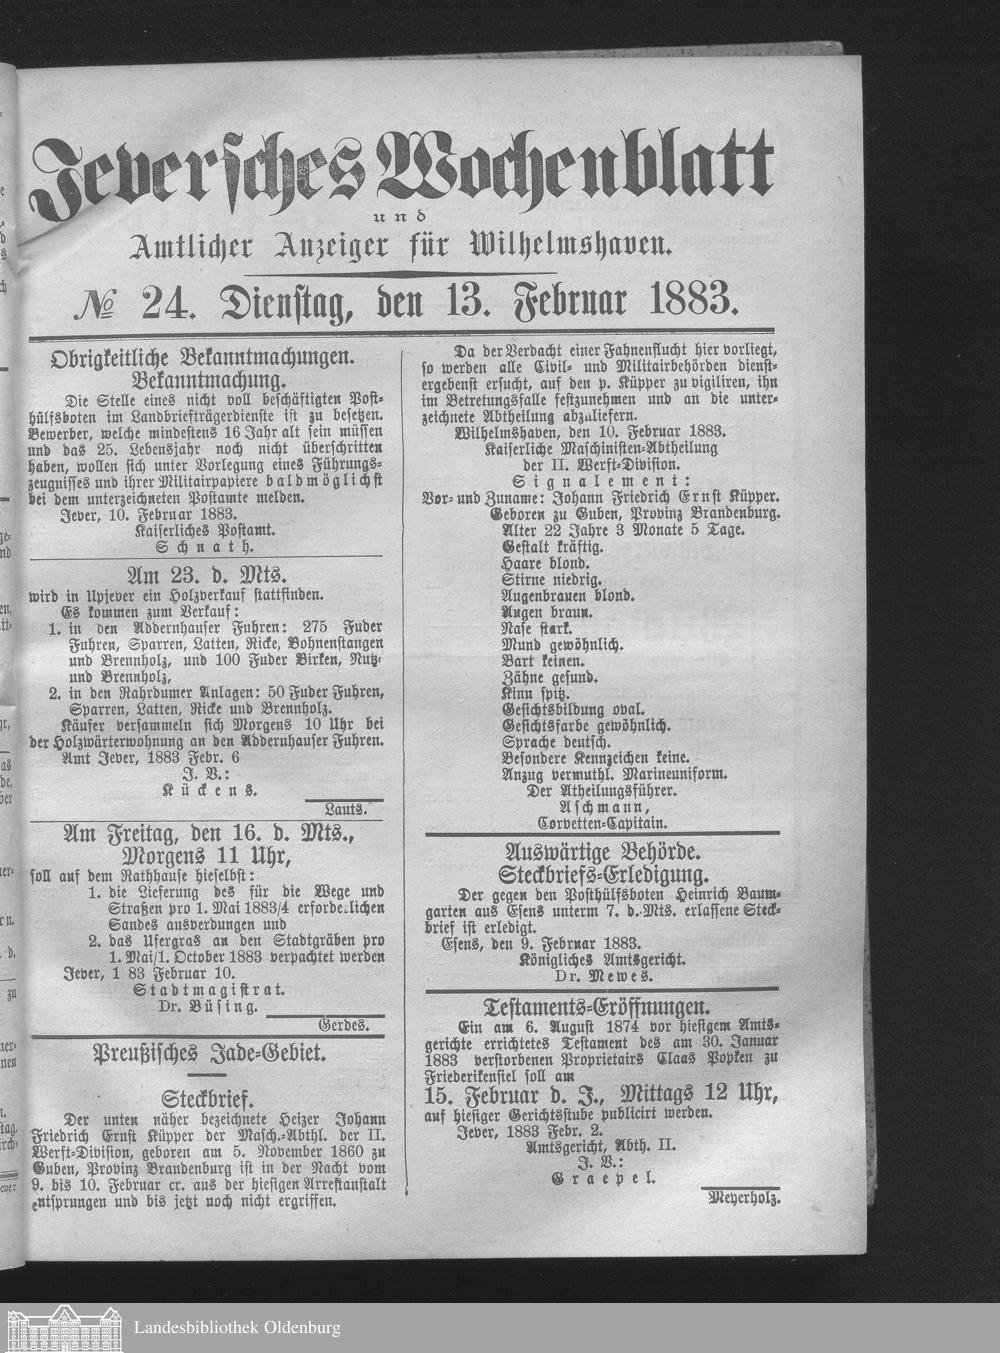 Jeversches Wochenblatt
und
Amtlicher Anzeiger für Wilhelmshaven.
№ 24. Dienstag, den 13. Februar 1883.
Obrigkeitliche Bekanntmachungen.
Bekanntmachung.
Die Stelle eines nicht voll beschäftigten Post-
hülfsboten im Landbriefträgerdienste ist zu besetzen.
Bewerber, welche mindestens 16 Jahr alt sein müssen
und das 25. Lebensjahr noch nicht überschritten
haben, wollen sich unter Vorlegung eines Führungs-
zeugnisses und ihrer Militairpapiere baldmöglichst
bei dem unterzeichneten Postamte melden.
Jever, 10. Februar 1883.
Kaiserliches Postamt.
Schnath.
Am 23. d. Mts.
wird in Upjever ein Holzverkauf stattfinden.
Es kommen zum Verkauf:
1. in den Addernhauser Fuhren: 275 Fuder
Fuhren, Sparren, Latten, Ricke, Bohnenstangen
und Brennholz, und 100 Fuder Birken, Nutz-
und Brennholz,
2. in den Rahrdumer Anlagen: 50 Fuder Fuhren,
Sparren, Latten, Ricke und Brennholz.
Käufer versammeln sich Morgens 10 Uhr bei
der Holzwärterwohnung an den Addernhauser Fuhren.
Amt Jever, 1883 Febr. 6
J. V.:
Kückens.
Lauts.
Am Freitag, den 16. d. Mts.,
Morgens 11 Uhr,
soll auf dem Rathhause hieselbst:
1. die Lieferung des für die Wege und
Straßen pro 1. Mai 1883/4 erforderlichen
Sandes ausverdungen und
2. das Ufergras an den Stadtgräben pro
1. Mai/1. October 1883 verpachtet werden
Jever, 1 83 Februar 10.
Stadtmagistrat.
Dr. Büsing.
Gerdes.
Preußisches Jade-Gebiet.
Steckbrief.
Der unten näher bezeichnete Heizer Johann
Friedrich Ernst Küpper der Masch.-Abthl. der II.
Werft-Division, geboren am 5. November 1860 zu
Guben, Provinz Brandenburg ist in der Nacht vom
9. bis 10. Februar cr. aus der hiesigen Arrestanstalt
entsprungen und bis jetzt noch nicht ergriffen.
Da der Verdacht einer Fahnenflucht hier vorliegt,
so werden alle Civil- und Militairbehörden dienst-
ergebenst ersucht, auf den p. Küpper zu vigiliren, ihn
im Betretungsfalle festzunehmen und an die unter-
zeichnete Abtheilung abzuliefern.
Wilhelmshaven, den 10. Februar 1883.
Kaiserliche Maschinisten-Abtheilung
der II. Werft-Division.
Signalement:
Vor- und Zuname: Johann Friedrich Ernst Küpper.
Geboren zu Guben, Provinz Brandenburg.
Alter 22 Jahre 3 Monate 5 Tage.
Gestalt kräftig.
Haare blond.
Stirne niedrig.
Augenbrauen blond.
Augen braun.
Nase stark.
Mund gewöhnlich.
Bart keinen.
Zähne gesund.
Kinn spitz.
Gesichtsbildung oval.
Gesichtsfarbe gewöhnlich.
Sprache deutsch.
Besondere Kennzeichen keine.
Anzug vermuthl. Marineuniform.
Der Atheilungsführer.
Aschmann,
Corvetten-Capitain.
Auswärtige Behörde.
Steckbriefs-Erledigung.
Der gegen den Posthülfsboten Heinrich Baum-
garten aus Esens unterm 7. d. Mts. erlassene Steck-
brief ist erledigt.
Esens, den 9. Februar 1883.
Königliches Amtsgericht.
Dr. Mewes.
Testaments-Eröffnungen.
Ein am 6. August 1874 vor hiesigem Amts-
gerichte errichtetes Testament des am 30. Januar
1883 verstorbenen Proprietairs Claas Popken zu
Friederikensiel soll am
15. Februar d. J., Mittags 12 Uhr,
auf hiesiger Gerichtsstube publicirt werden.
Jever, 1883 Febr. 2.
Amtsgericht, Abth. II.
J. V.:
Graepel.
Meyerholz.
Landesbibliothek Oldenburg